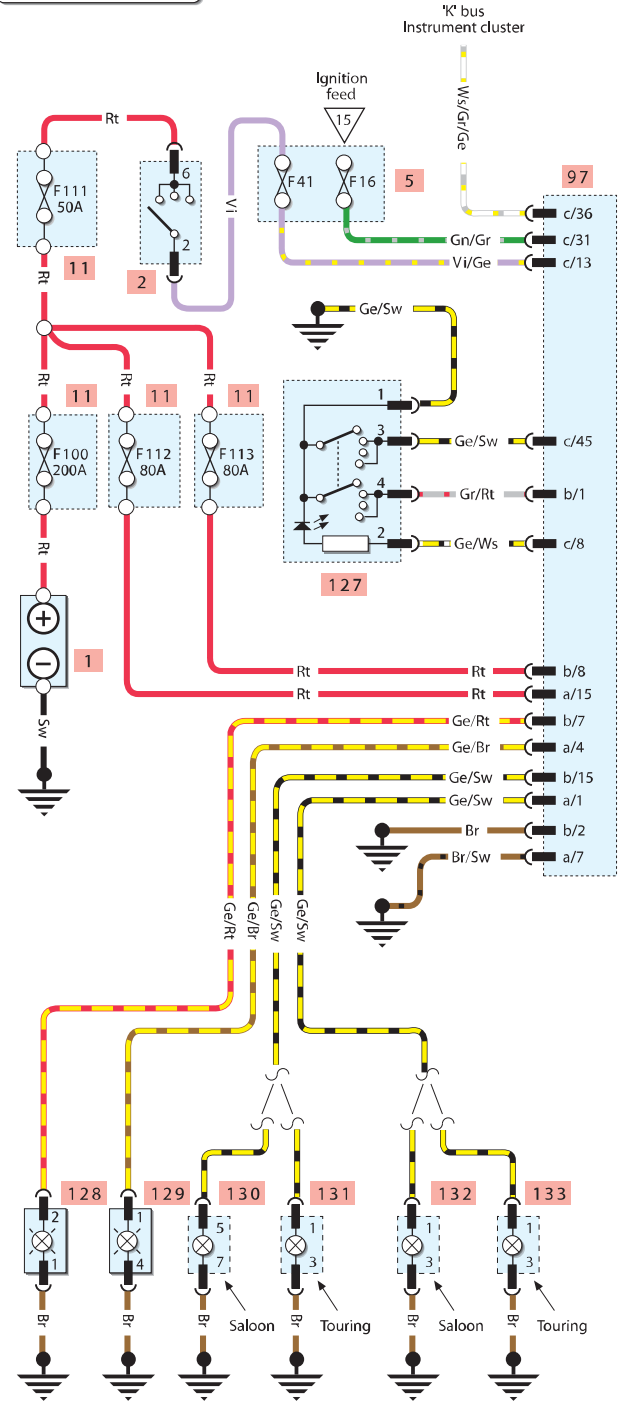 'K' bus
Instrument cluster
Ignition
feed
15
Ws/Gr/Ge
Rt
F111
50A
6
2
Vi
F41
F16
5
97
c/36
Gn/Gr
c/31
Vi/Ge
c/13
11
2
Rt
Ge/Sw
Rt
Rt
Rt
11
11
11
F100
200A
F112
80A
F113
80A
1
3
Ge/Sw
c/45
4
Gr/Rt
b/1
2
Ge/Ws
c/8
127
Rt
+
−
1
Sw
Rt
Rt
b/8
Rt
Rt
a/15
Ge/Rt
b/7
Ge/Br
a/4
Ge/Sw
b/15
Ge/Sw
a/1
Br
b/2
Br/Sw
a/7
Ge/Rt
Ge/Br
Ge/Sw
Ge/Sw
128
129
130
131
132
133
2
1
5
1
1
1
1
4
7
3
3
3
Br
Br
Br
Saloon
Br
Touring
Br
Saloon
Br
Touring